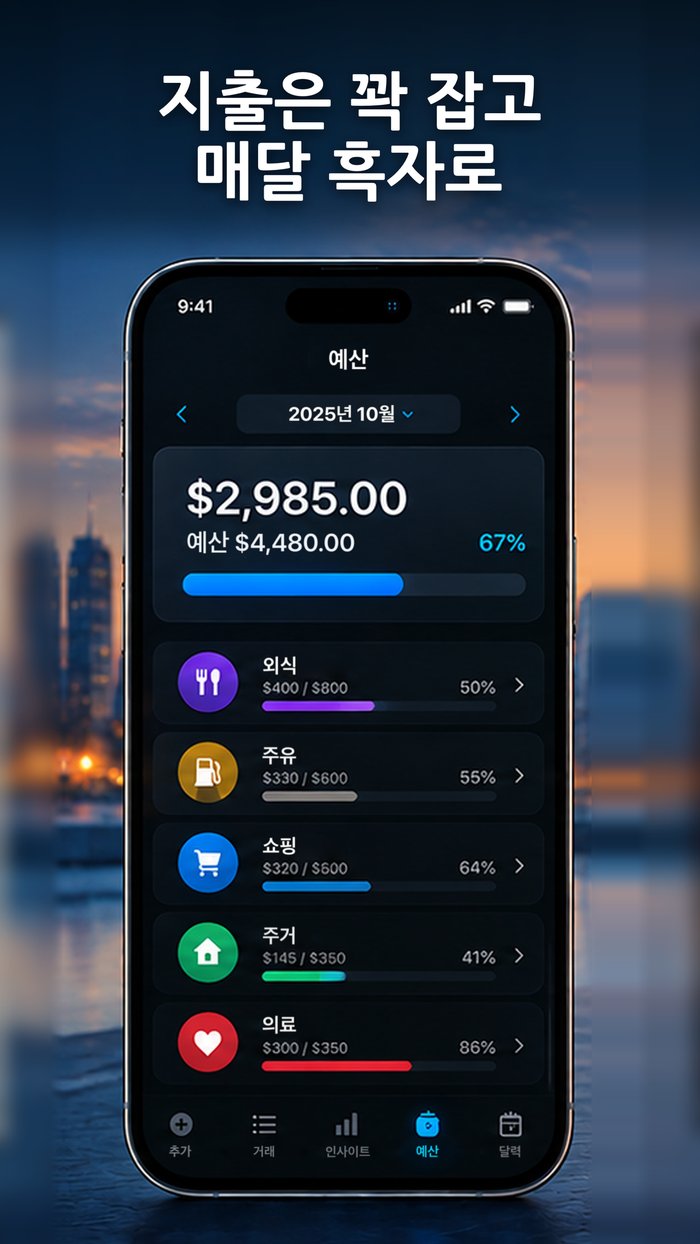 지출은 꽉 잡고
매달 흑자로
9:41
예산
2025년 10월
$2,985.00
예산 $4,480.00
67%
외식
$400 / $800
50%
주유
$330 / $600
55%
쇼핑
$320 / $600
64%
주거
$145 / $350
41%
의료
$300 / $350
86%
추가
거래
인사이트
예산
달력